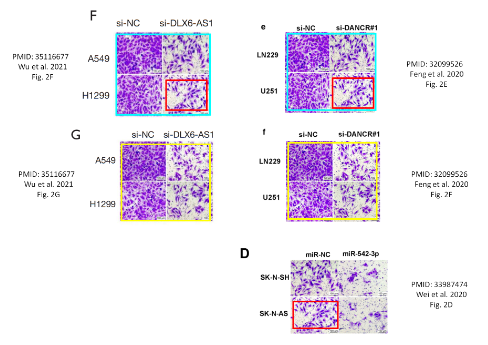 F
si-NC si-DLX6-AS1
A549
H1299
PMID: 35116677
Wu et al. 2021
Fig. 2F
e
si-NC si-DANCR#1
LN229
U251
PMID: 32099526
Feng et al. 2020
Fig. 2E
G
si-NC si-DLX6-AS1
A549
H1299
PMID: 35116677
Wu et al. 2021
Fig. 2G
f
si-NC si-DANCR#1
LN229
U251
PMID: 32099526
Feng et al. 2020
Fig. 2F
D
miR-NC miR-542-3p
SK-N-SH
SK-N-AS
PMID: 33987474
Wei et al. 2020
Fig. 2D